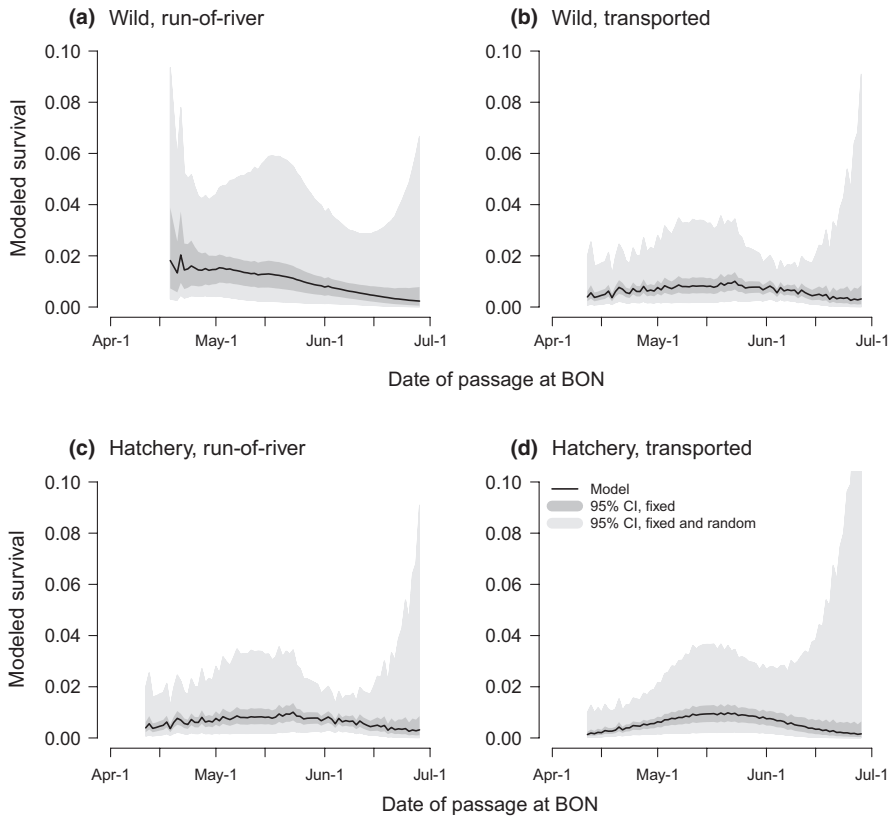 (a) Wild, run-of-river
(b) Wild, transported
Modeled survival
0.10
0.08
0.06
0.04
0.02
0.00
Apr-1 May-1 Jun-1 Jul-1
0.10
0.08
0.06
0.04
0.02
0.00
Apr-1 May-1 Jun-1 Jul-1
Date of passage at BON
(c) Hatchery, run-of-river
(d) Hatchery, transported
Modeled survival
0.10
0.08
0.06
0.04
0.02
0.00
Apr-1 May-1 Jun-1 Jul-1
0.10
0.08
0.06
0.04
0.02
0.00
Model
95% CI, fixed
95% CI, fixed and random
Apr-1 May-1 Jun-1 Jul-1
Date of passage at BON